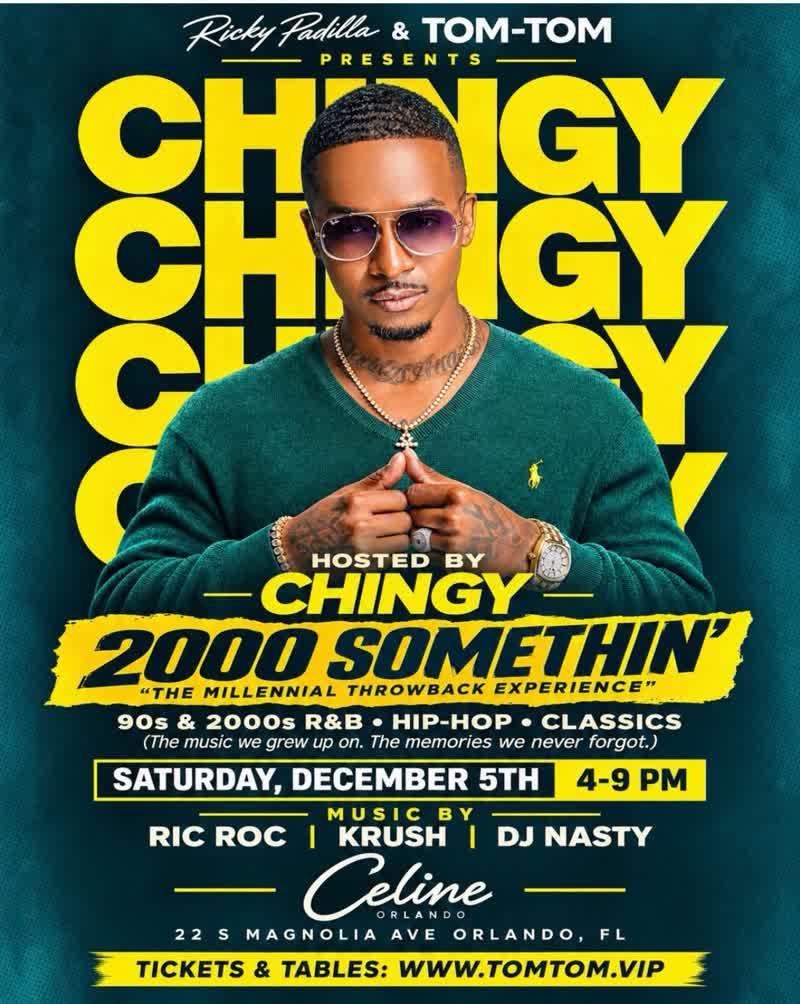 Ricky Padilla & TOM-TOM
PRESENTS
CHINGY
CHINGY
CHINGY
HOSTED BY
CHINGY
2000 SOMETHIN'
"THE MILLENNIAL THROWBACK EXPERIENCE"
90s & 2000s R&B • HIP-HOP • CLASSICS
(The music we grew up on. The memories we never forgot.)
SATURDAY, DECEMBER 5TH 4-9 PM
MUSIC BY
RIC ROC | KRUSH | DJ NASTY
Celine
ORLANDO
22 S MAGNOLIA AVE ORLANDO, FL
TICKETS & TABLES: WWW.TOMTOM.VIP